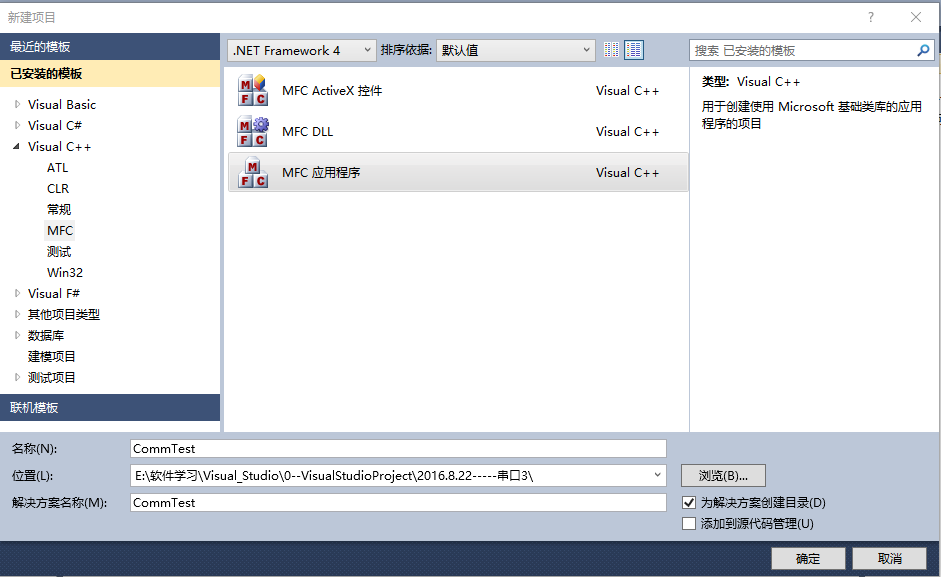 新建项目
最近的模板
已安装的模板
Visual Basic
Visual C#
Visual C++
ATL
CLR
常规
MFC
测试
Win32
Visual F#
其他项目类型
数据库
建模项目
测试项目
联机模板
.NET Framework 4 排序依据: 默认值
MFC ActiveX 控件 Visual C++
MFC DLL Visual C++
MFC 应用程序 Visual C++
搜索 已安装的模板
类型: Visual C++
用于创建使用 Microsoft 基础类库的应用
程序的项目
名称(N): CommTest
位置(L): E:\软件学习\Visual_Studio\0--VisualStudioProject\2016.8.22-----串口3\ 浏览(B)...
解决方案名称(M): CommTest 为解决方案创建目录(D)
添加到源代码管理(U)
确定 取消